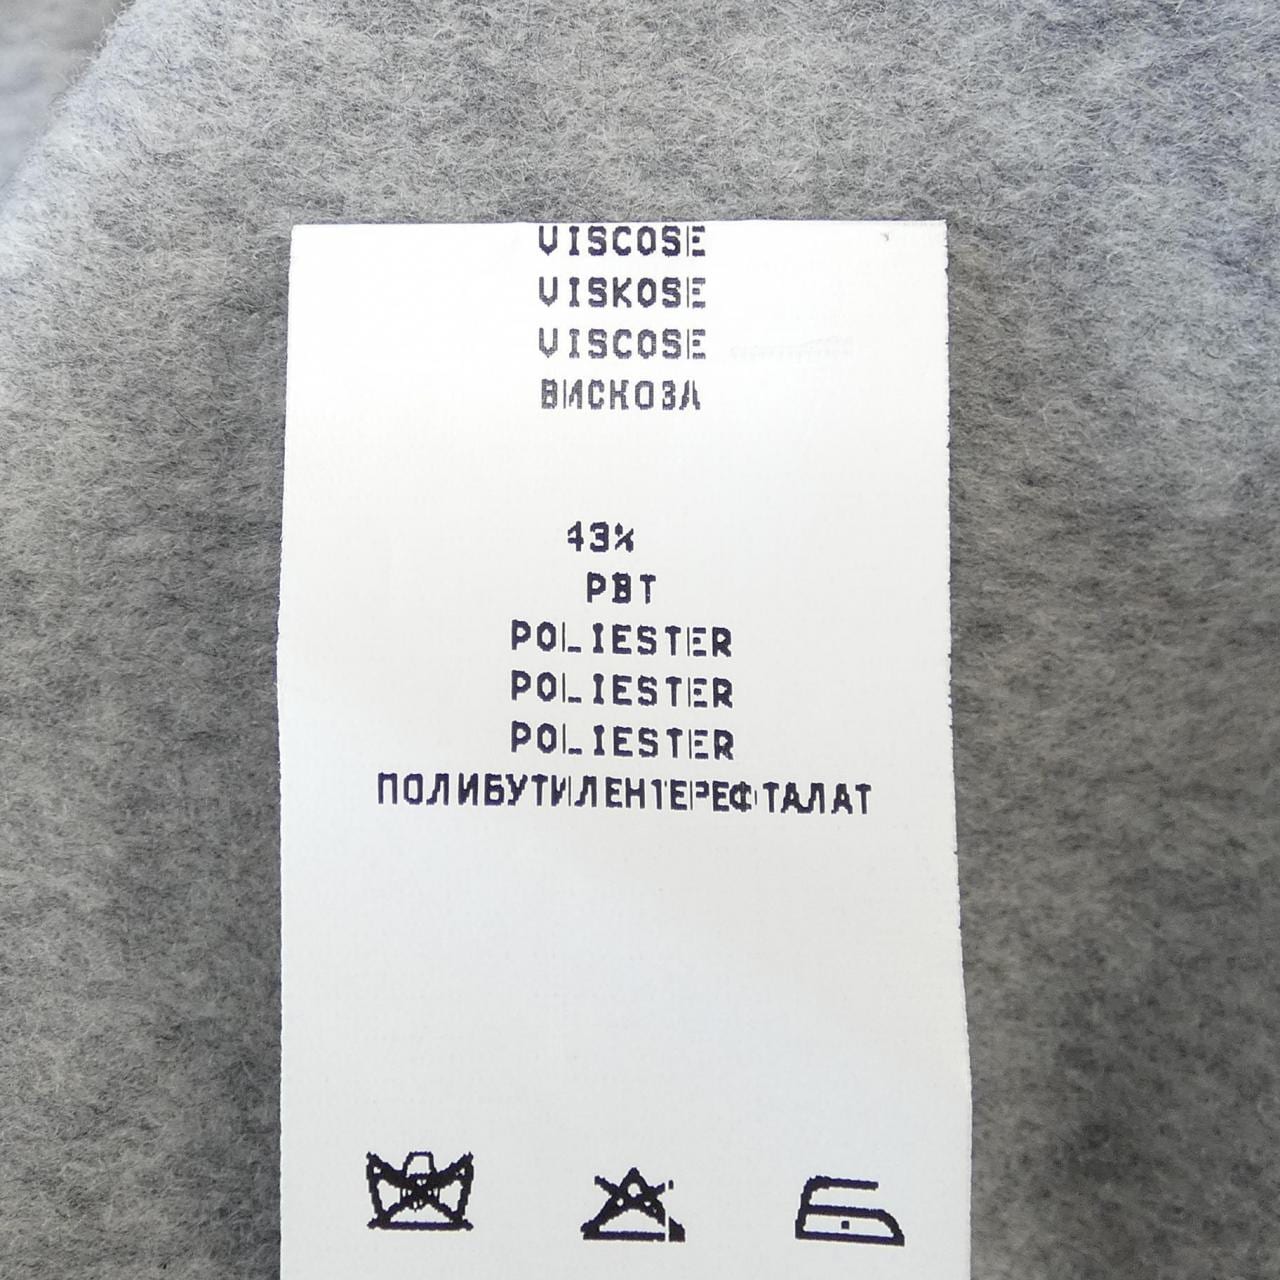 VISCOSE
VISKOSE
VISCOSE
ВИСКОЗА
43%
PBT
POLIESTER
POLIESTER
POLIESTER
ПОЛИБУТИЛЕНТЕРЕФТАЛАТ